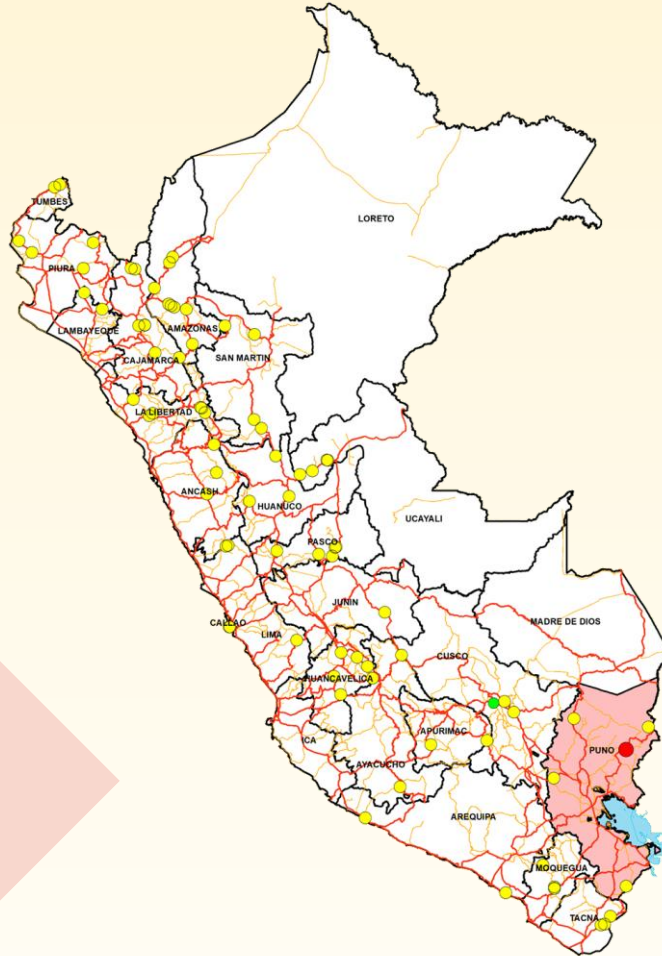 LORETO
TUMBES
PIURA
LAMBAYEQUE
AMAZONAS
CAJAMARCA
SAN MARTIN
LA LIBERTAD
ANCASH
HUANUCO
UCAYALI
PASCO
JUNIN
CALLAO
LIMA
MADRE DE DIOS
CUSCO
HUANCAVELICA
ICA
APURIMAC
AYACUCHO
PUNO
AREQUIPA
MOQUEGUA
TACNA